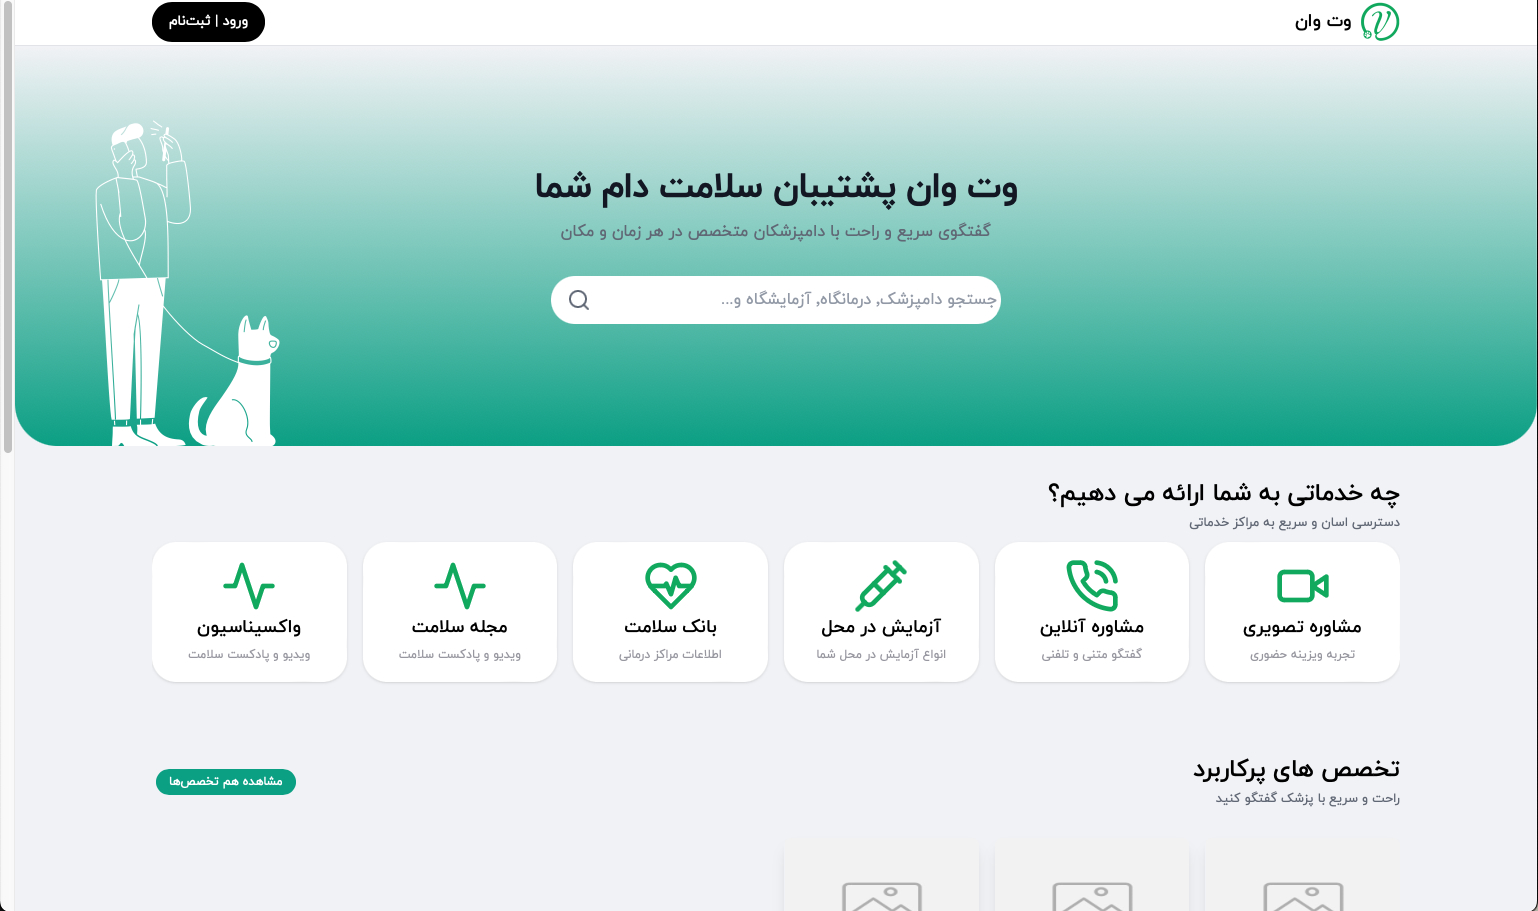 وت وان
ورود | ثبت‌نام
وت وان پشتیبان سلامت دام شما
گفتگوی سریع و راحت با دامپزشکان متخصص در هر زمان و مکان
جستجو دامپزشک, درمانگاه, آزمایشگاه و...
چه خدماتی به شما ارائه می دهیم؟
دسترسی اسان و سریع به مراکز خدماتی
مشاوره تصویری
تجربه ویزینه حضوری
مشاوره آنلاین
گفتگو متنی و تلفنی
آزمایش در محل
انواع آزمایش در محل شما
بانک سلامت
اطلاعات مراکز درمانی
مجله سلامت
ویدیو و پادکست سلامت
واکسیناسیون
ویدیو و پادکست سلامت
تخصص های پرکاربرد
راحت و سریع با پزشک گفتگو کنید
مشاهده هم تخصص‌ها